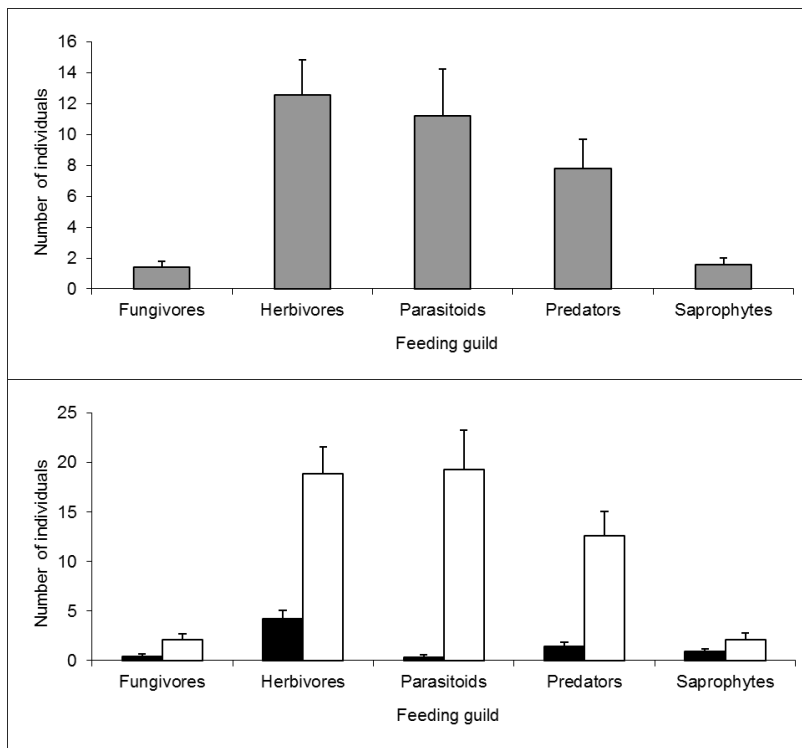 Number of individuals
16
14
12
10
8
6
4
2
0
Fungivores Herbivores Parasitoids Predators Saprophytes
Feeding guild
Number of individuals
25
20
15
10
5
0
Fungivores Herbivores Parasitoids Predators Saprophytes
Feeding guild